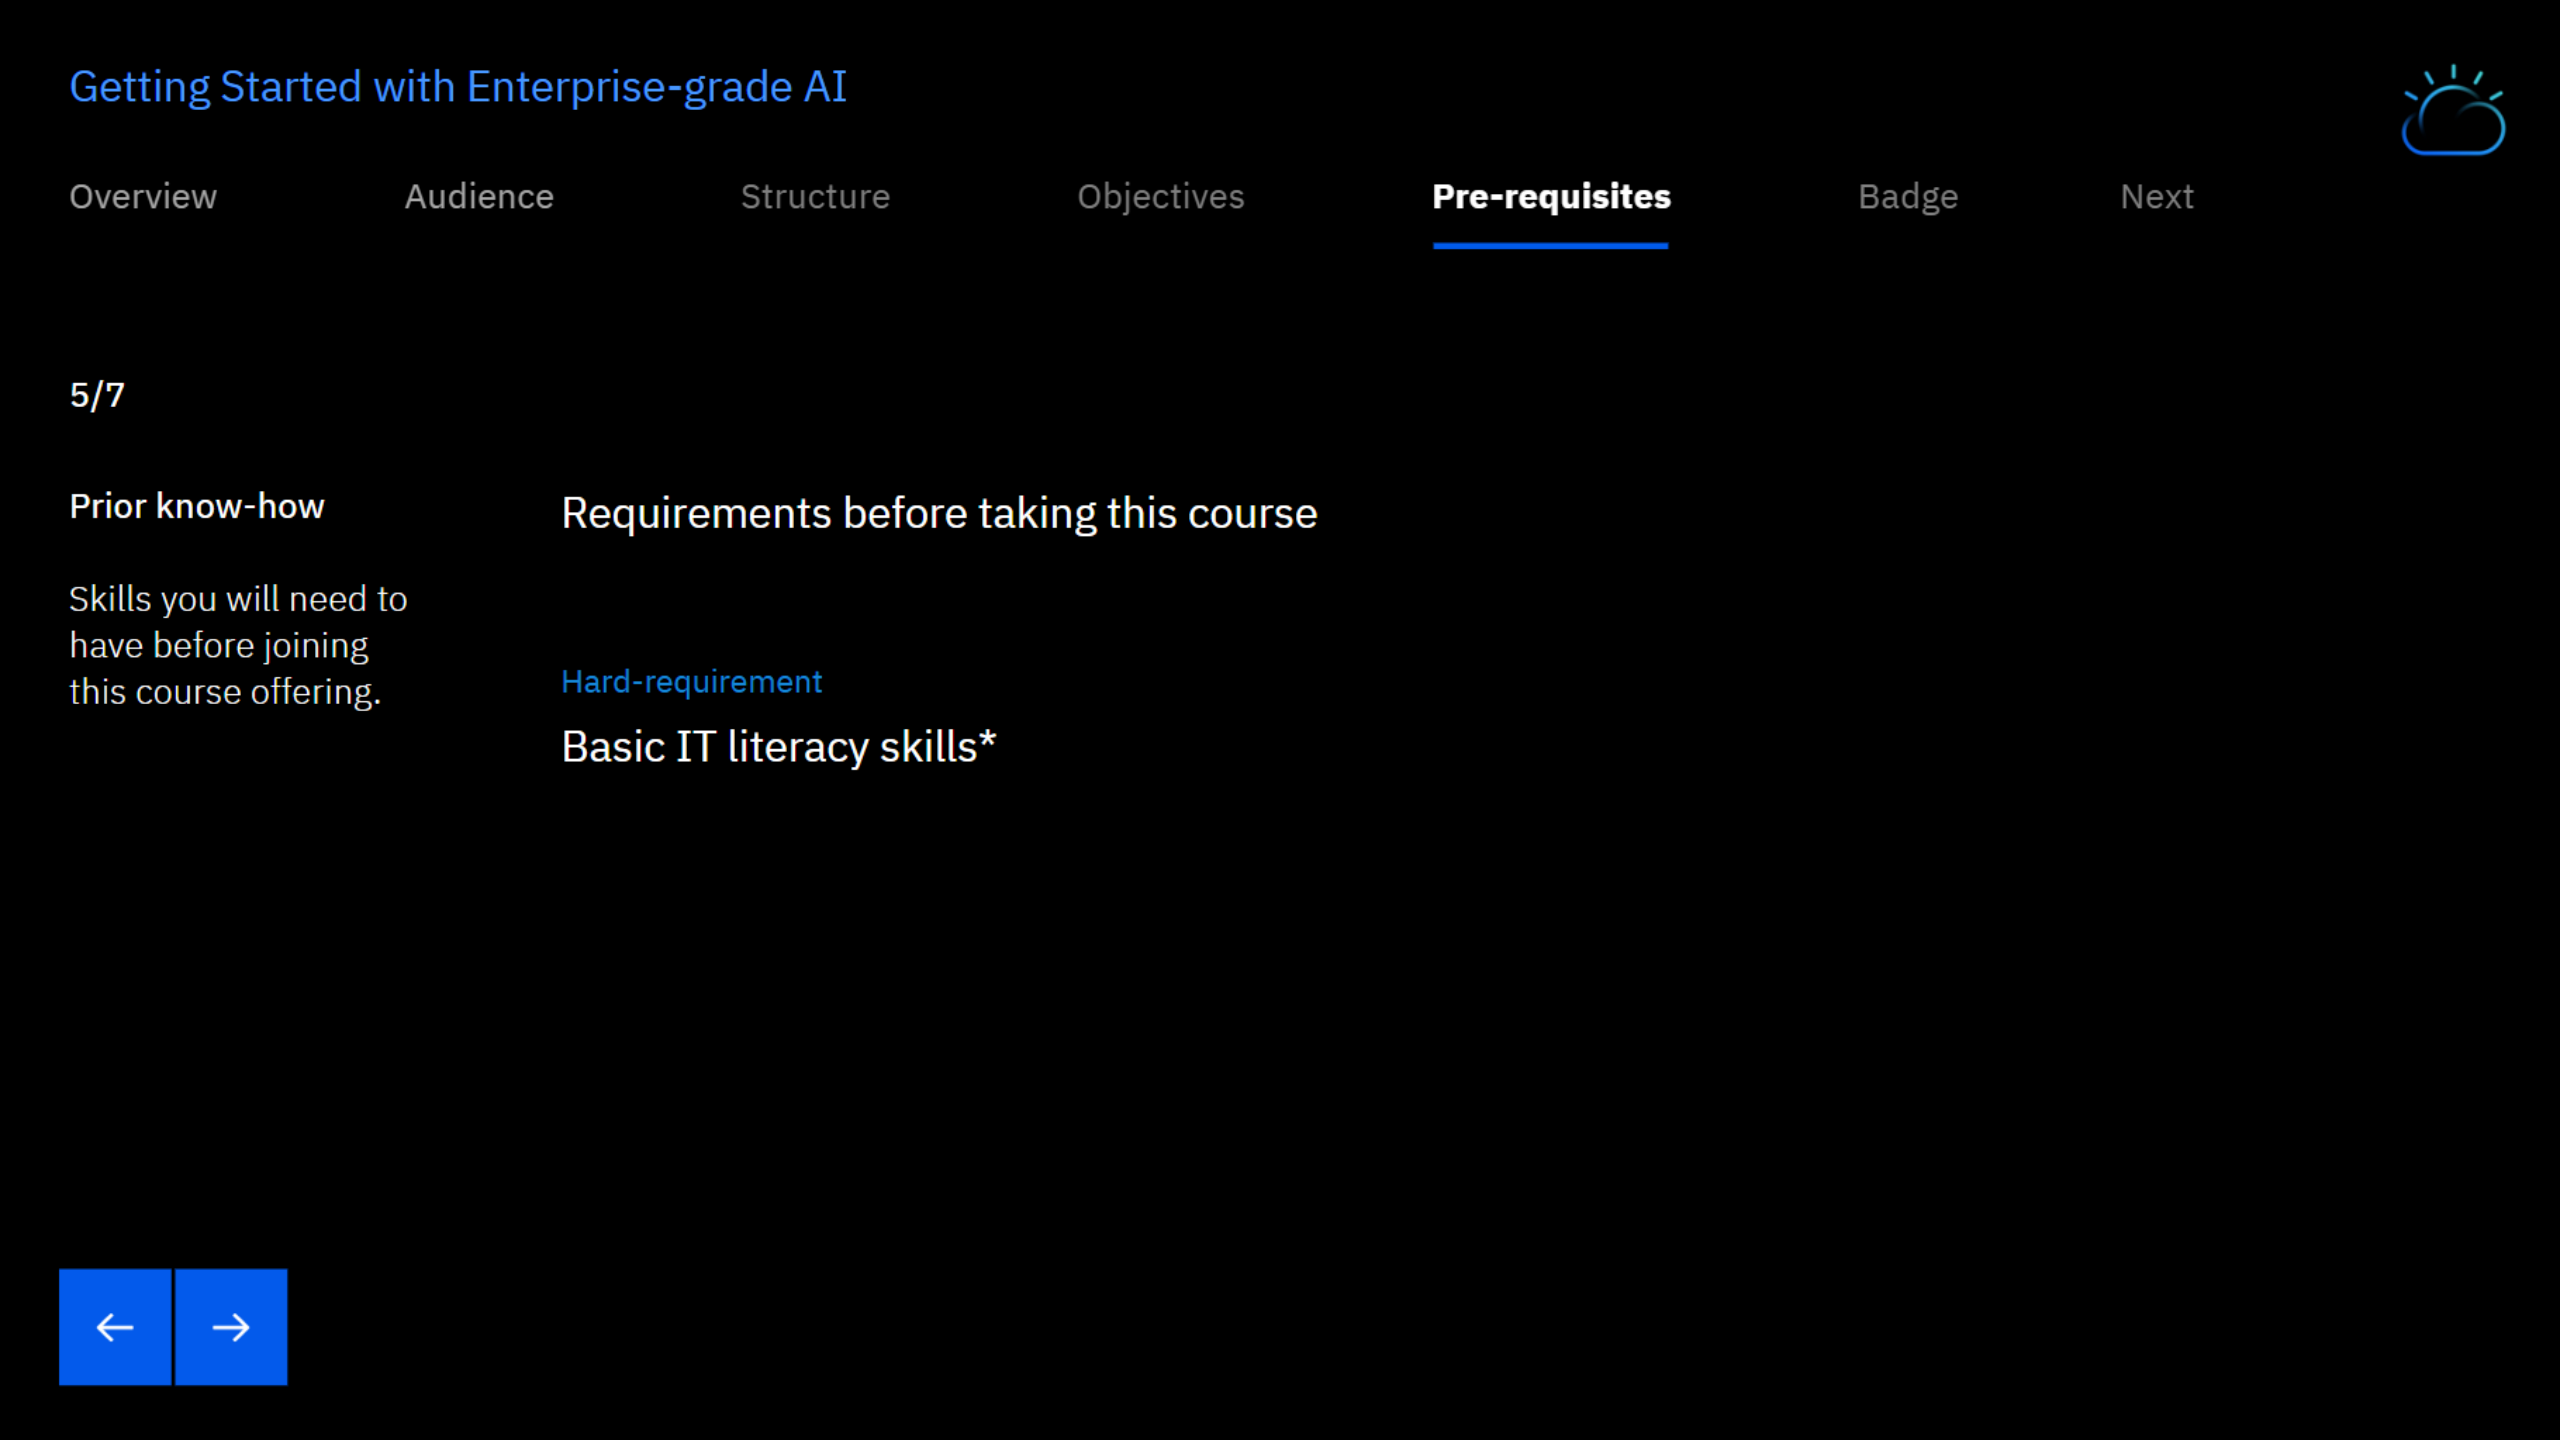 Getting Started with Enterprise-grade AI
Overview Audience Structure Objectives Pre-requisites Badge Next
5/7
Prior know-how
Skills you will need to
have before joining
this course offering.
Requirements before taking this course
Hard-requirement
Basic IT literacy skills*